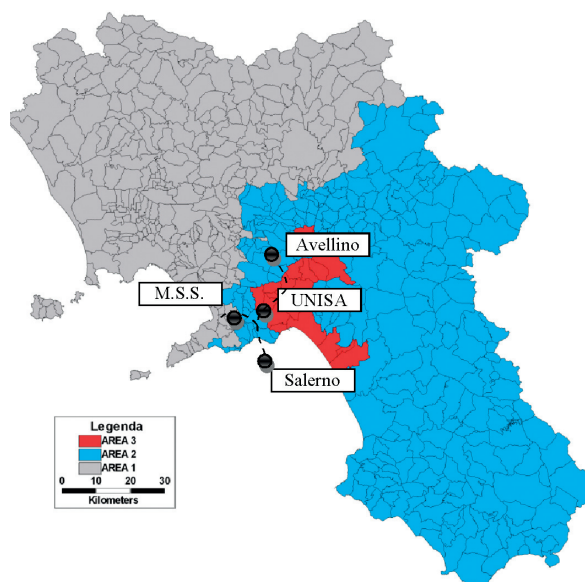 Avellino
M.S.S.
UNISA
Salerno
Legenda
AREA 3
AREA 2
AREA 1
0 10 20 30
Kilometers